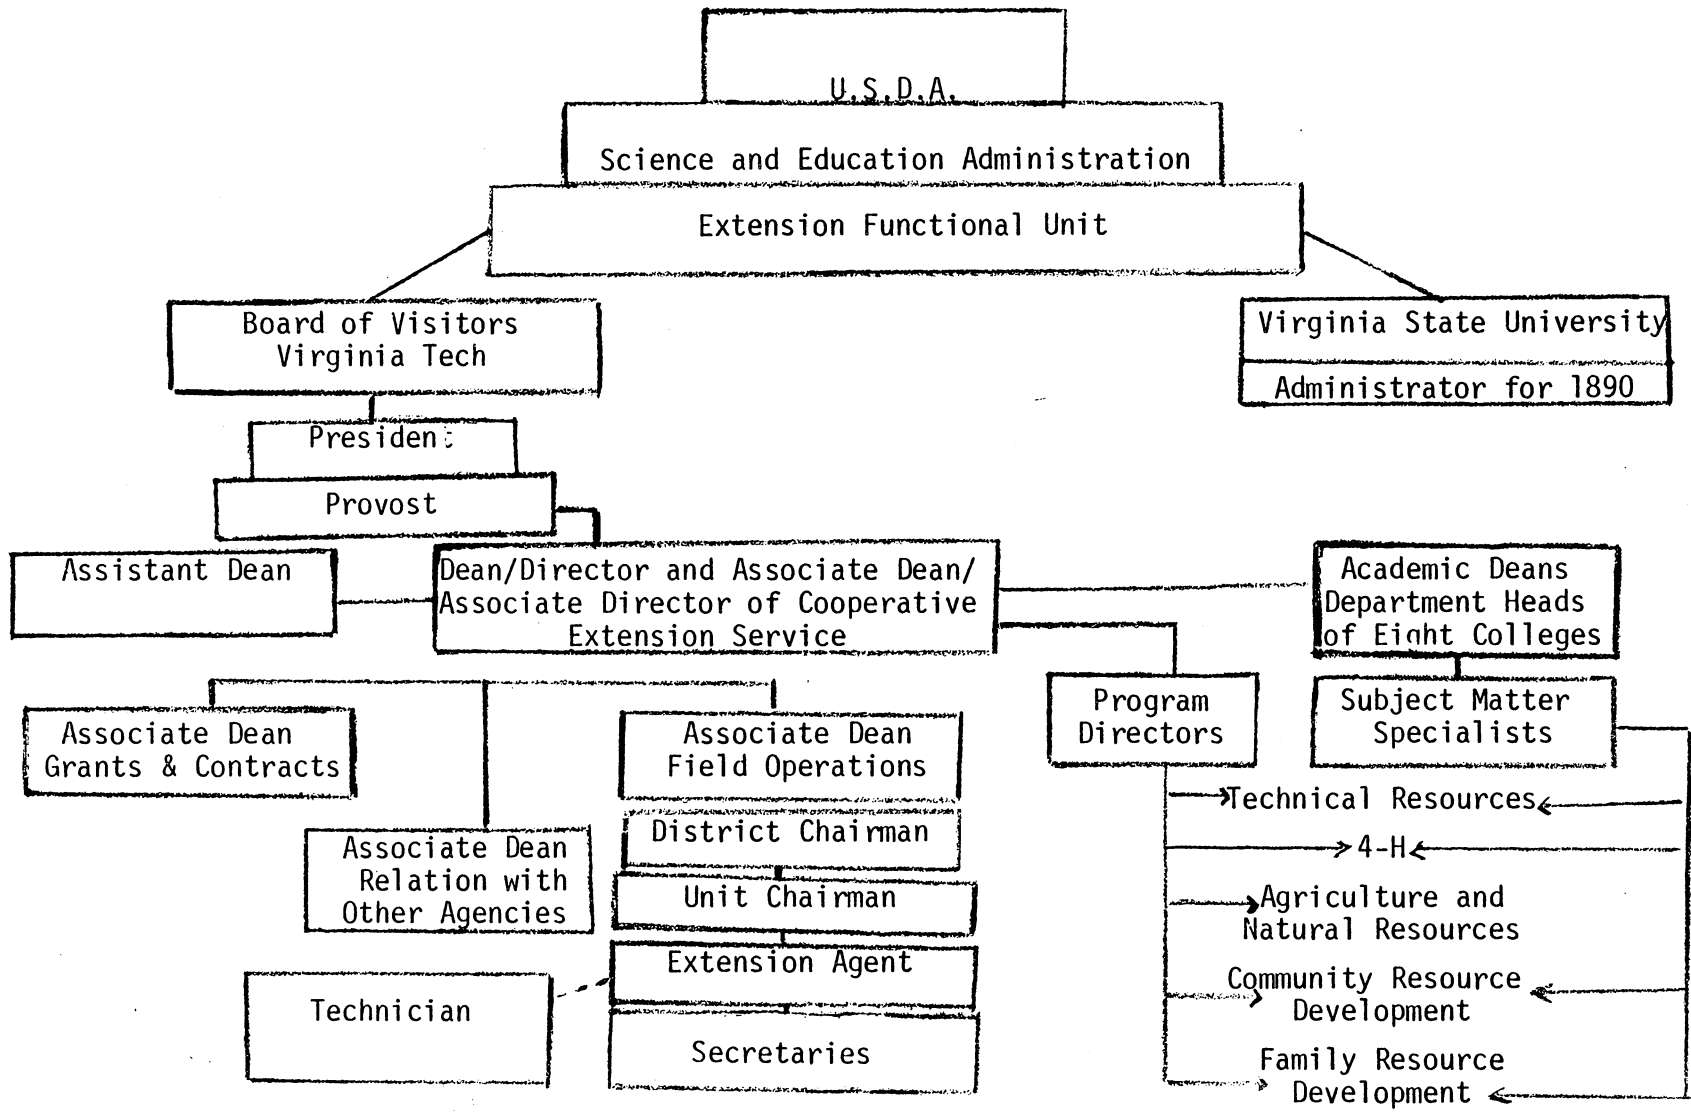 U.S.D.A.
Science and Education Administration
Extension Functional Unit
Board of Visitors
Virginia Tech
Virginia State University
Administrator for 1890
President
Provost
Assistant Dean
Dean/Director and Associate Dean/
Associate Director of Cooperative
Extension Service
Academic Deans
Department Heads
of Eight Colleges
Associate Dean
Grants & Contracts
Associate Dean
Relation with
Other Agencies
Associate Dean
Field Operations
District Chairman
Unit Chairman
Extension Agent
Technician
Secretaries
Program
Directors
Subject Matter
Specialists
Technical Resources
4-H
Agriculture and
Natural Resources
Community Resource
Development
Family Resource
Development